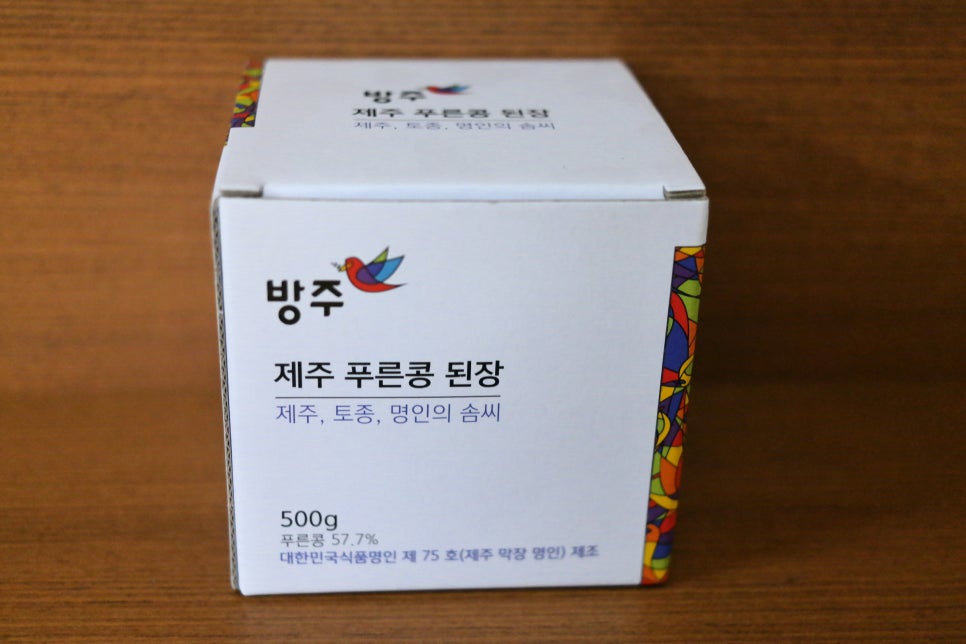 방주
제주 푸른콩 된장
제주, 토종, 명인의 솜씨
방주
제주 푸른콩 된장
제주, 토종, 명인의 솜씨
500g
푸른콩 57.7%
대한민국식품명인 제 75 호(제주 막장 명인) 제조